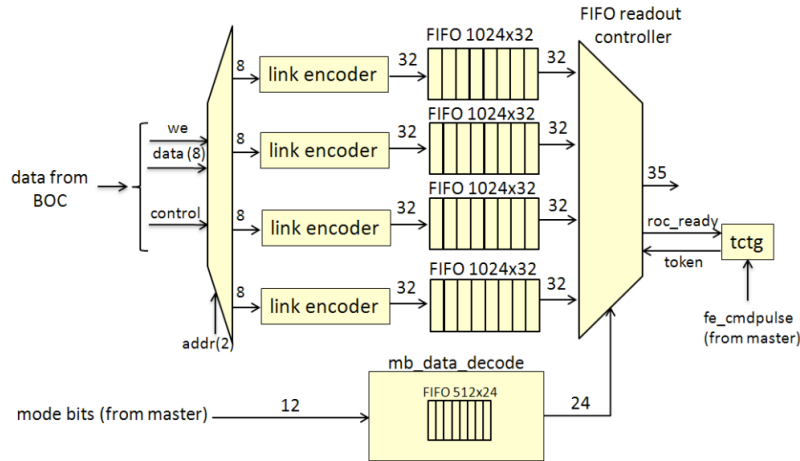 FIFO readout
controller
FIFO 1024x32
8
link encoder
32
32
we
data (8)
FIFO 1024x32
8
link encoder
32
32
data from
BOC
35
control
FIFO 1024x32
8
link encoder
32
32
roc_ready
tctg
token
FIFO 1024x32
8
link encoder
32
32
addr(2)
fe_cmdpulse
(from master)
mb_data_decode
FIFO 512x24
mode bits (from master)
12
24